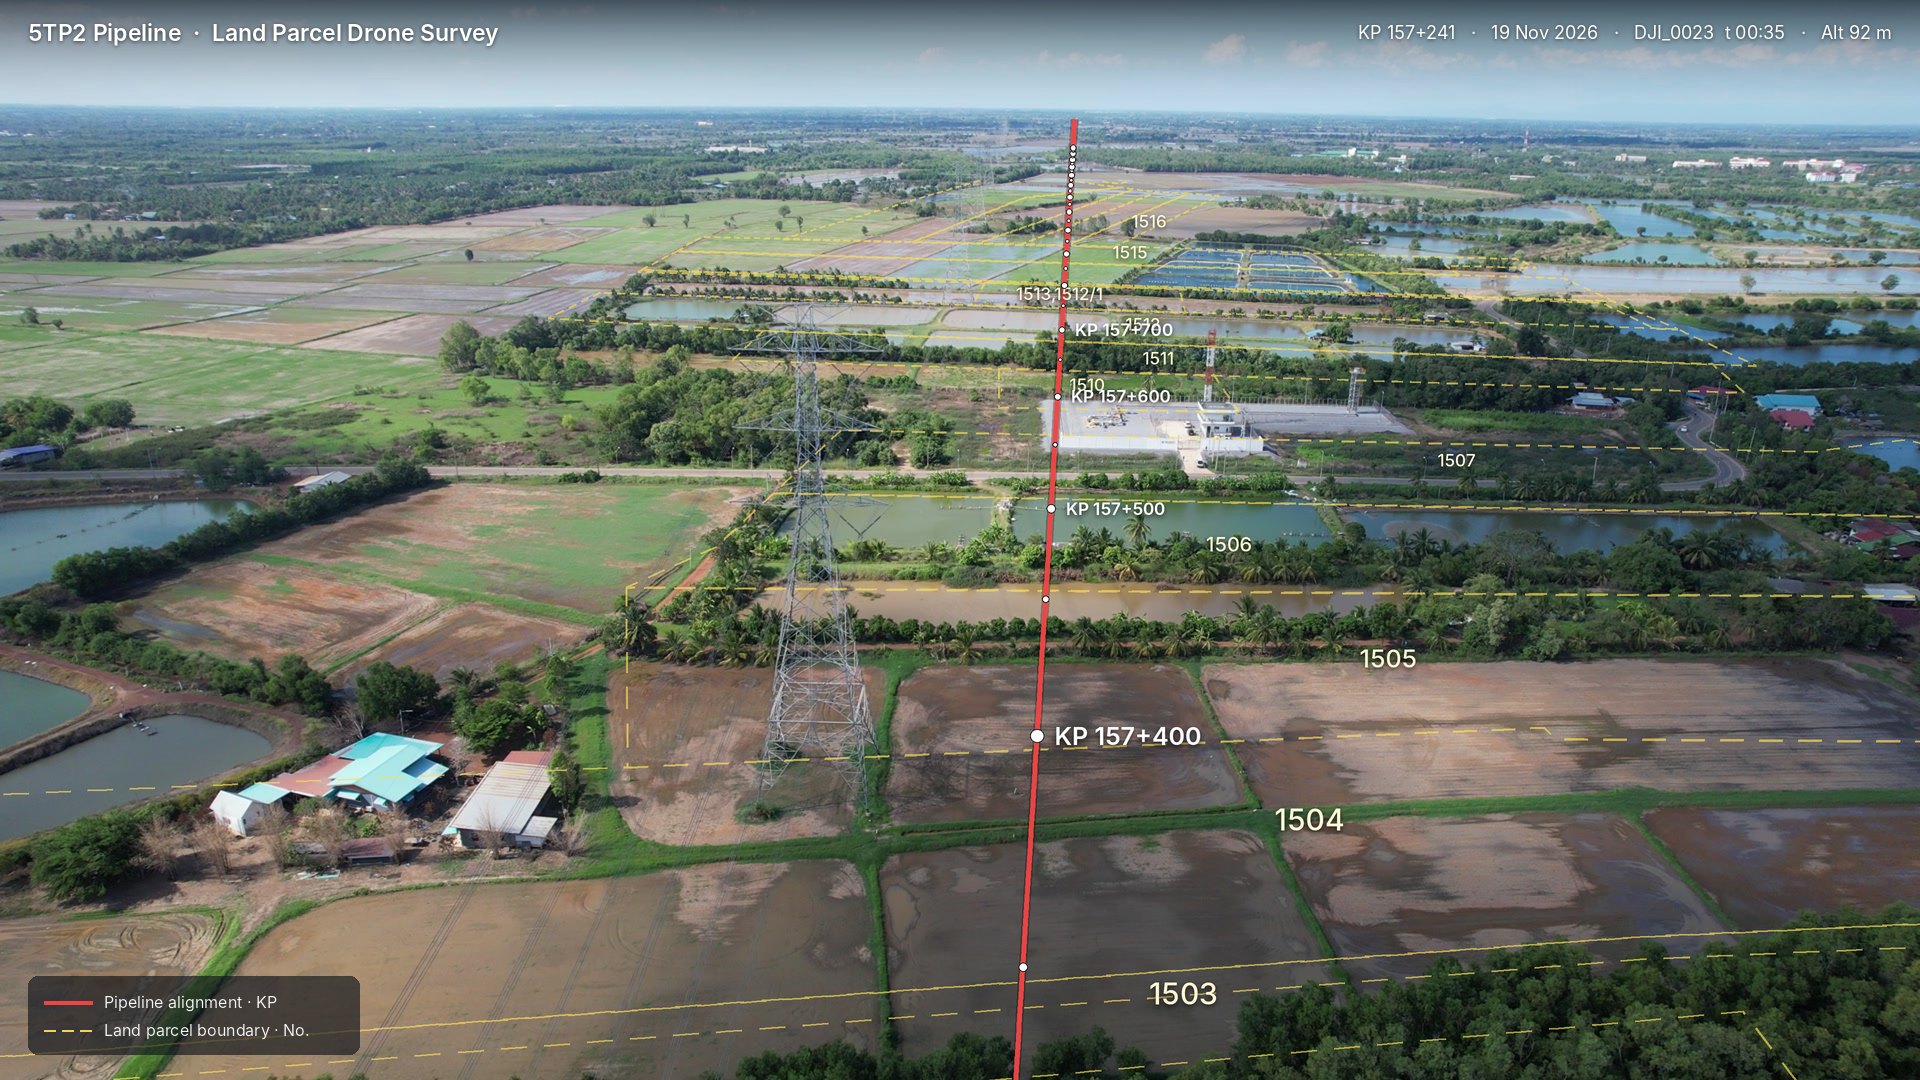 5TP2 Pipeline · Land Parcel Drone Survey
KP 157+241 · 19 Nov 2026 · DJI_0023 t 00:35 · Alt 92 m
1516
1515
1513,1512/1
1512
KP 157+700
1511
1510
KP 157+600
1507
KP 157+500
1506
1505
KP 157+400
1504
1503
Pipeline alignment · KP
Land parcel boundary · No.